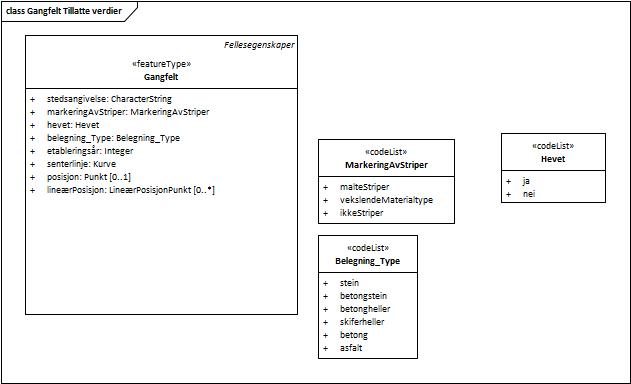 class Gangfelt Tillatte verdier
Fellesegenskaper
«featureType»
Gangfelt
+ stedsangivelse: CharacterString
+ markeringAvStriper: MarkeringAvStriper
+ hevet: Hevet
+ belegning_Type: Belegning_Type
+ etableringsår: Integer
+ senterlinje: Kurve
+ posisjon: Punkt [0..1]
+ lineærPosisjon: LineærPosisjonPunkt [0..*]
«codeList»
MarkeringAvStriper
+ malteStriper
+ vekslendeMaterialtype
+ ikkeStriper
«codeList»
Hevet
+ ja
+ nei
«codeList»
Belegning_Type
+ stein
+ betongstein
+ betongheller
+ skiferheller
+ betong
+ asfalt